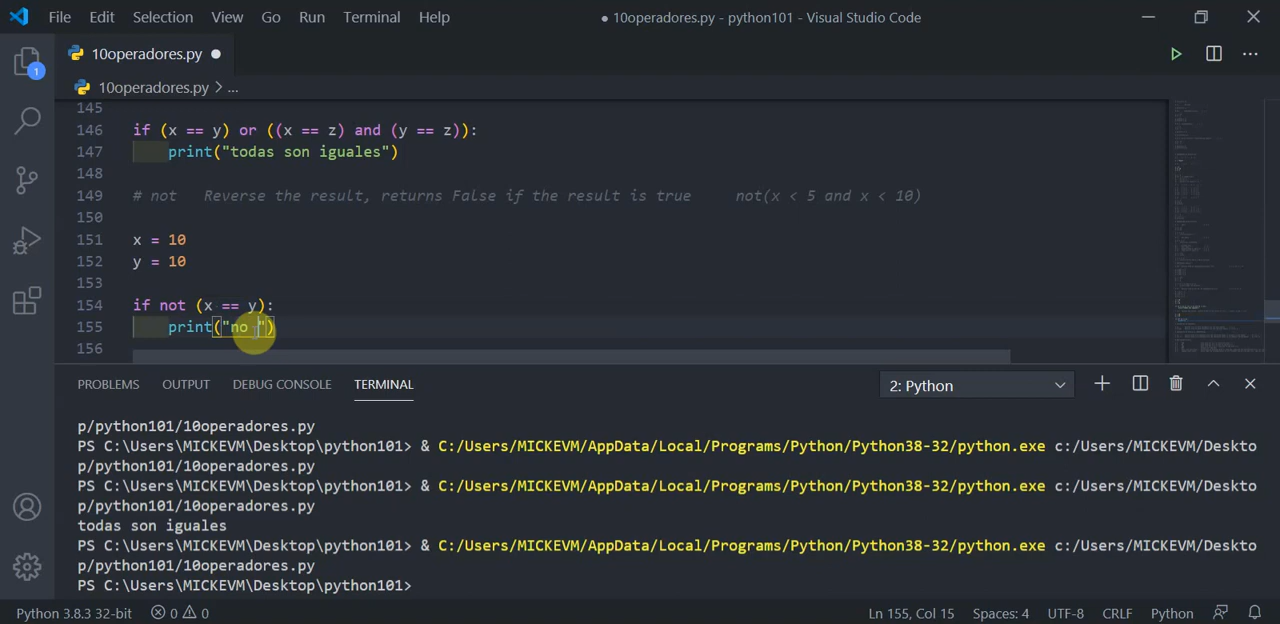 File Edit Selection View Go Run Terminal Help
● 10operadores.py - python101 - Visual Studio Code
10operadores.py ●
10operadores.py > ...
1
145
146 if (x == y) or ((x == z) and (y == z)):
147 print("todas son iguales")
148
149 # not Reverse the result, returns False if the result is true not(x < 5 and x < 10)
150
151 x = 10
152 y = 10
153
154 if not (x == y):
155 print("no ")
156
PROBLEMS OUTPUT DEBUG CONSOLE TERMINAL 2: Python
p/python101/10operadores.py
PS C:\Users\MICKEVM\Desktop\python101> & C:/Users/MICKEVM/AppData/Local/Programs/Python/Python38-32/python.exe c:/Users/MICKEVM/Deskto
p/python101/10operadores.py
PS C:\Users\MICKEVM\Desktop\python101> & C:/Users/MICKEVM/AppData/Local/Programs/Python/Python38-32/python.exe c:/Users/MICKEVM/Deskto
p/python101/10operadores.py
todas son iguales
PS C:\Users\MICKEVM\Desktop\python101> & C:/Users/MICKEVM/AppData/Local/Programs/Python/Python38-32/python.exe c:/Users/MICKEVM/Deskto
p/python101/10operadores.py
PS C:\Users\MICKEVM\Desktop\python101>
Python 3.8.3 32-bit 0 0 Ln 155, Col 15 Spaces: 4 UTF-8 CRLF Python